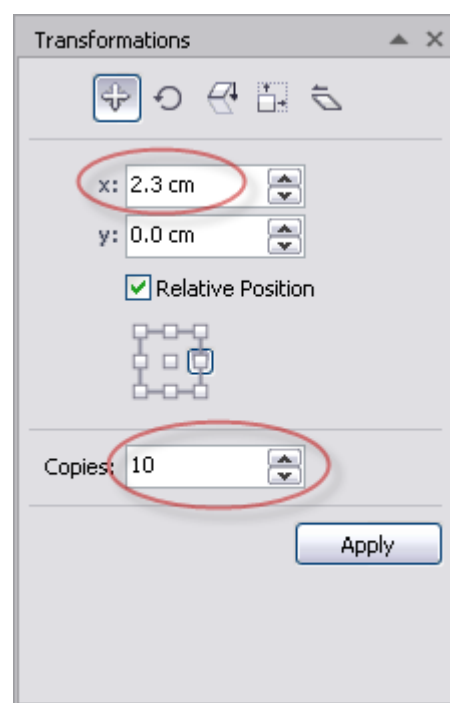 Transformations
x: 2.3 cm
y: 0.0 cm
Relative Position
Copies: 10
Apply